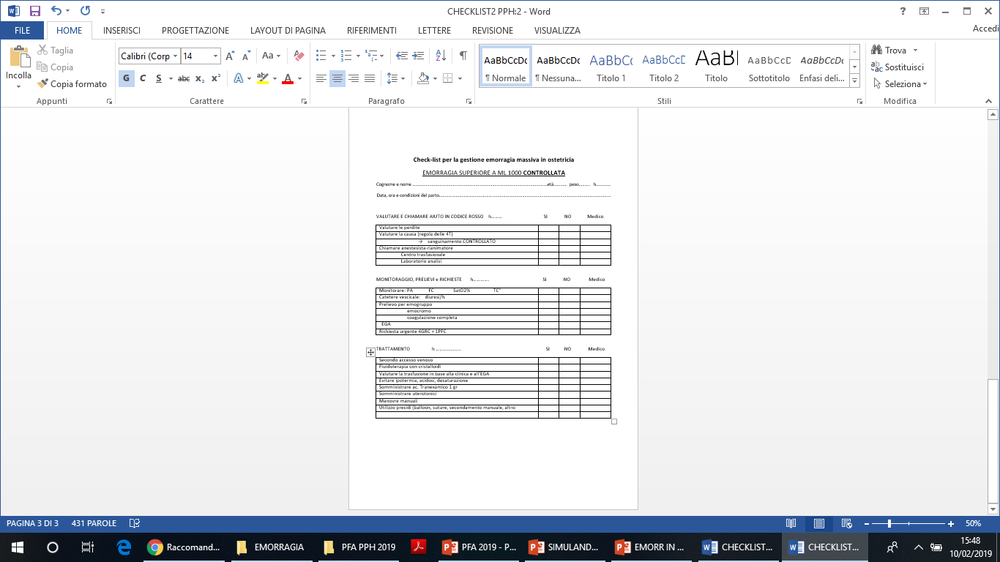 CHECKLIST2 PPH:2 - Word
FILE HOME INSERISCI PROGETTAZIONE LAYOUT DI PAGINA RIFERIMENTI LETTERE REVISIONE VISUALIZZA Accedi
Incolla
Taglia
Copia
Copia formato
Appunti
Calibri (Corp 14
G C S abc x₂ x²
Carattere
Paragrafo
AaBbCcDc AaBbCcDc AaBbCc AaBbCcD AaBl AaBbCcD AaBbCcDc
¶ Normale ¶ Nessuna... Titolo 1 Titolo 2 Titolo Sottotitolo Enfasi deli...
Stili
Trova
Sostituisci
Seleziona
Modifica
Check-list per la gestione emorragia massiva in ostetricia
EMORRAGIA SUPERIORE A ML 1000 CONTROLLATA
Cognome e nome ........ età........ peso........ h........
Data, ora e condizioni del parto........
VALUTARE E CHIAMARE AIUTO IN CODICE ROSSO h........ SI NO Medico
Valutare le perdite
Valutare la causa (regola delle 4T)
→ sanguinamento CONTROLLATO
Chiamare anestesista-rianimatore
Centro trasfusionale
Laboratorio analisi
MONITORAGGIO, PRELIEVI e RICHIESTE h............ SI NO Medico
Monitorare: PA FC SatO2% TC°
Catetere vescicale: diuresi/h
Prelievo per emogruppo
emocromo
coagulazione completa
EGA
Richiesta urgente 4GRC + 1PFC
TRATTAMENTO h .................. SI NO Medico
Secondo accesso venoso
Fluidoterapia con cristalloidi
Valutare la trasfusione in base alla clinica e all'EGA
Evitare ipotermia, acidosi, desaturazione
Somministrare ac. Tranexamico 1 gr
Somministrare uterotonici
Manovre manuali
Utilizzo presidi (balloon, suture, secondamento manuale, altro:
PAGINA 3 DI 3 431 PAROLE 50%
Raccomand... EMORRAGIA PFA PPH 2019 PFA 2019 - P... SIMULAND... EMORR IN ... CHECKLIST... CHECKLIST...
15:48
10/02/2019